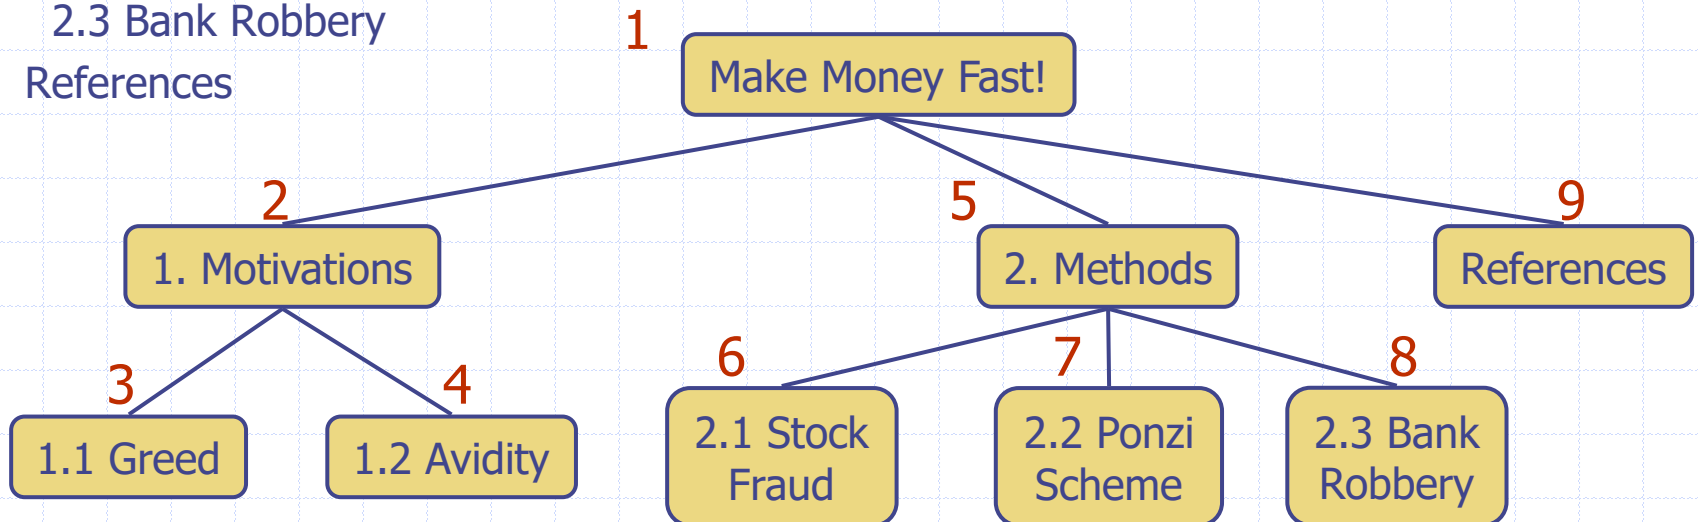 2.3 Bank Robbery
References
1
Make Money Fast!
2
5
9
1. Motivations
2. Methods
References
3
4
6
7
8
1.1 Greed
1.2 Avidity
2.1 Stock
Fraud
2.2 Ponzi
Scheme
2.3 Bank
Robbery